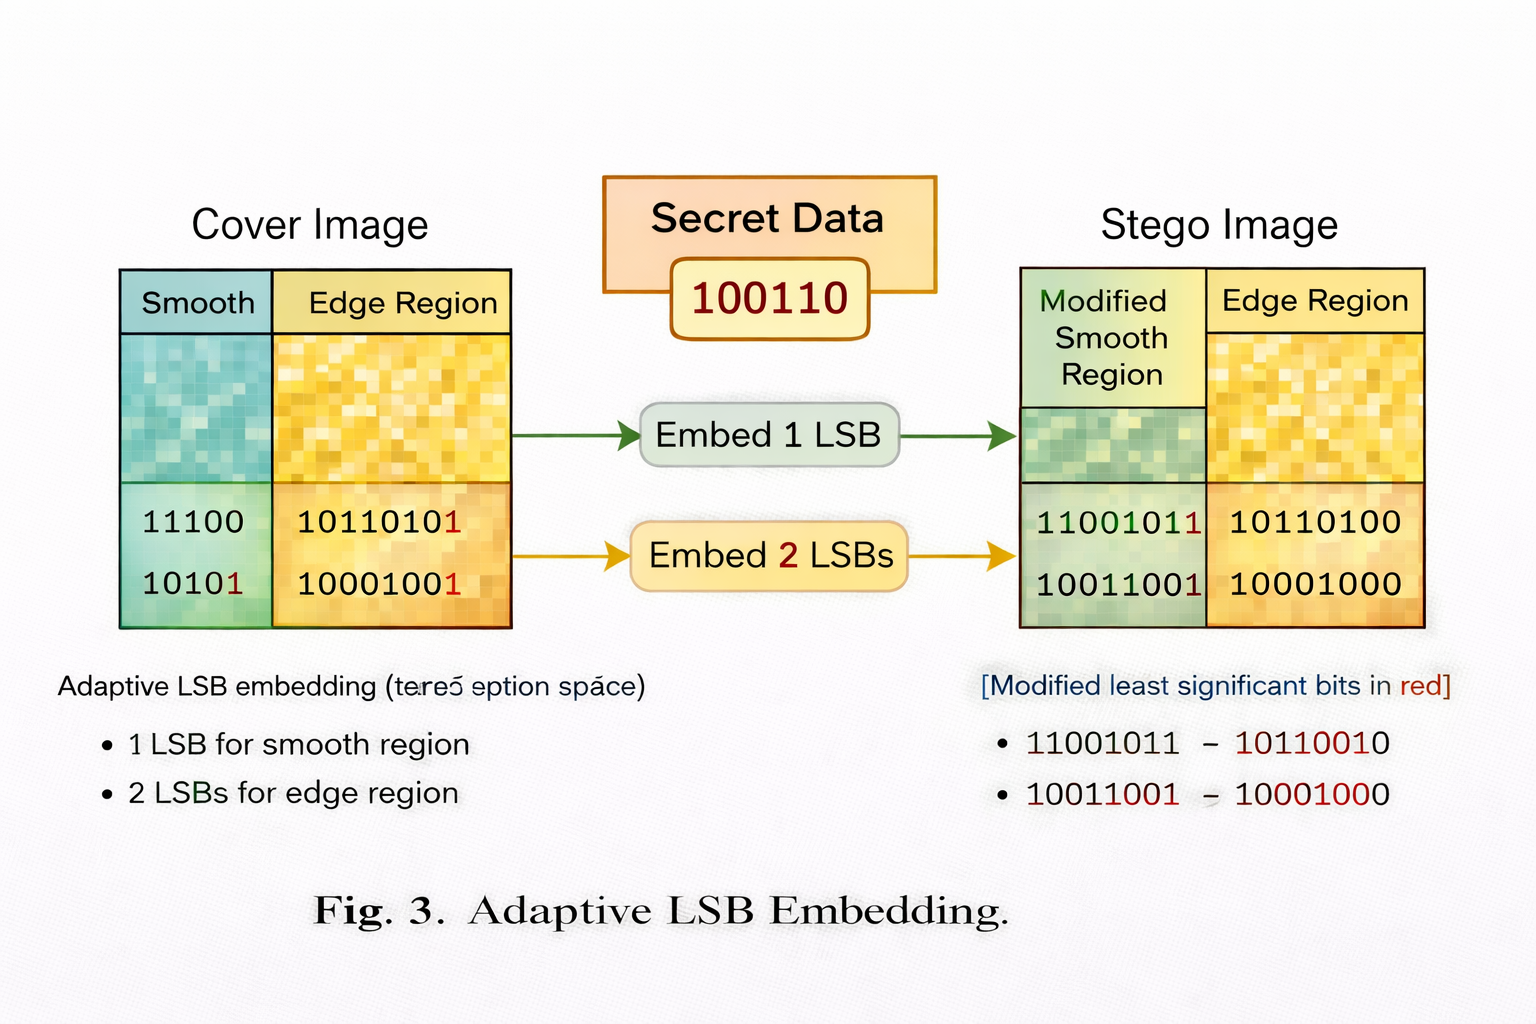 Cover Image
Smooth
Edge Region
11100
10110101
10101
10001001
Secret Data
100110
Embed 1 LSB
Embed 2 LSBs
Stego Image
Modified
Smooth
Region
Edge Region
11001011
10110100
10011001
10001000
Adaptive LSB embedding (
• 1 LSB for smooth region
• 2 LSBs for edge region
[Modified least significant bits in red]
• 11001011 – 10110010
• 10011001 – 10001000
Fig. 3. Adaptive LSB Embedding.